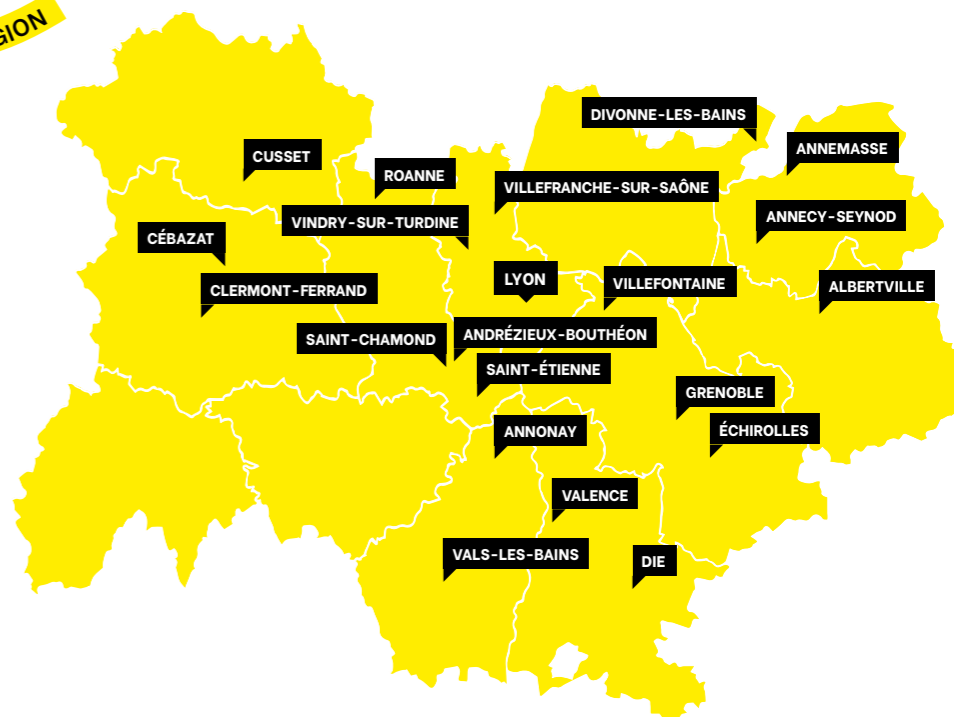 DIVONNE-LES-BAINS
ANNEMASSE
CUSSET
ROANNE
VILLEFRANCHE-SUR-SAÔNE
VINDRY-SUR-TURDINE
ANNECY-SEYNOD
CÉBAZAT
LYON
VILLEFONTAINE
ALBERTVILLE
CLERMONT-FERRAND
SAINT-CHAMOND
ANDRÉZIEUX-BOUTHÉON
SAINT-ÉTIENNE
GRENOBLE
ANNONAY
ÉCHIROLLES
VALENCE
VALS-LES-BAINS
DIE